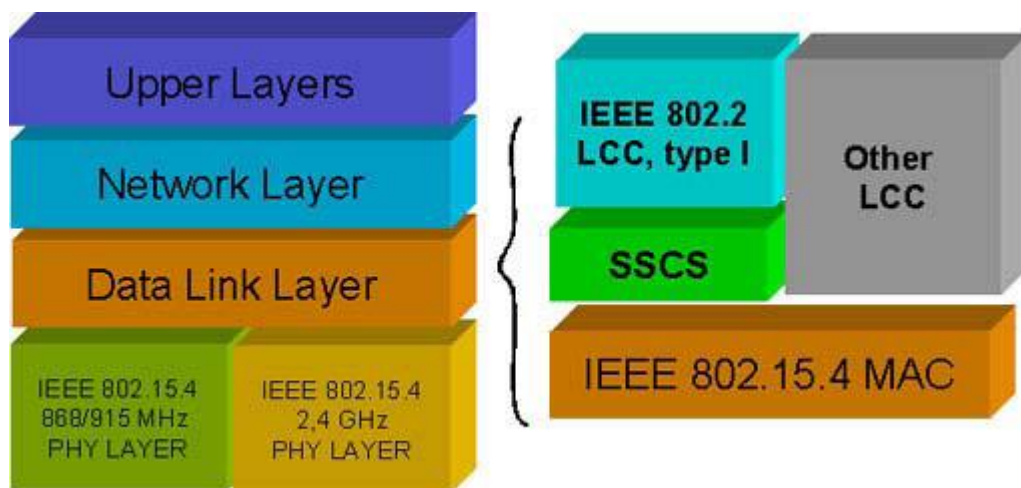 Upper Layers
Network Layer
Data Link Layer
IEEE 802.15.4
868/915 MHz
PHY LAYER
IEEE 802.15.4
2,4 GHz
PHY LAYER
IEEE 802.2
LCC, type I
Other
LCC
SSCS
IEEE 802.15.4 MAC